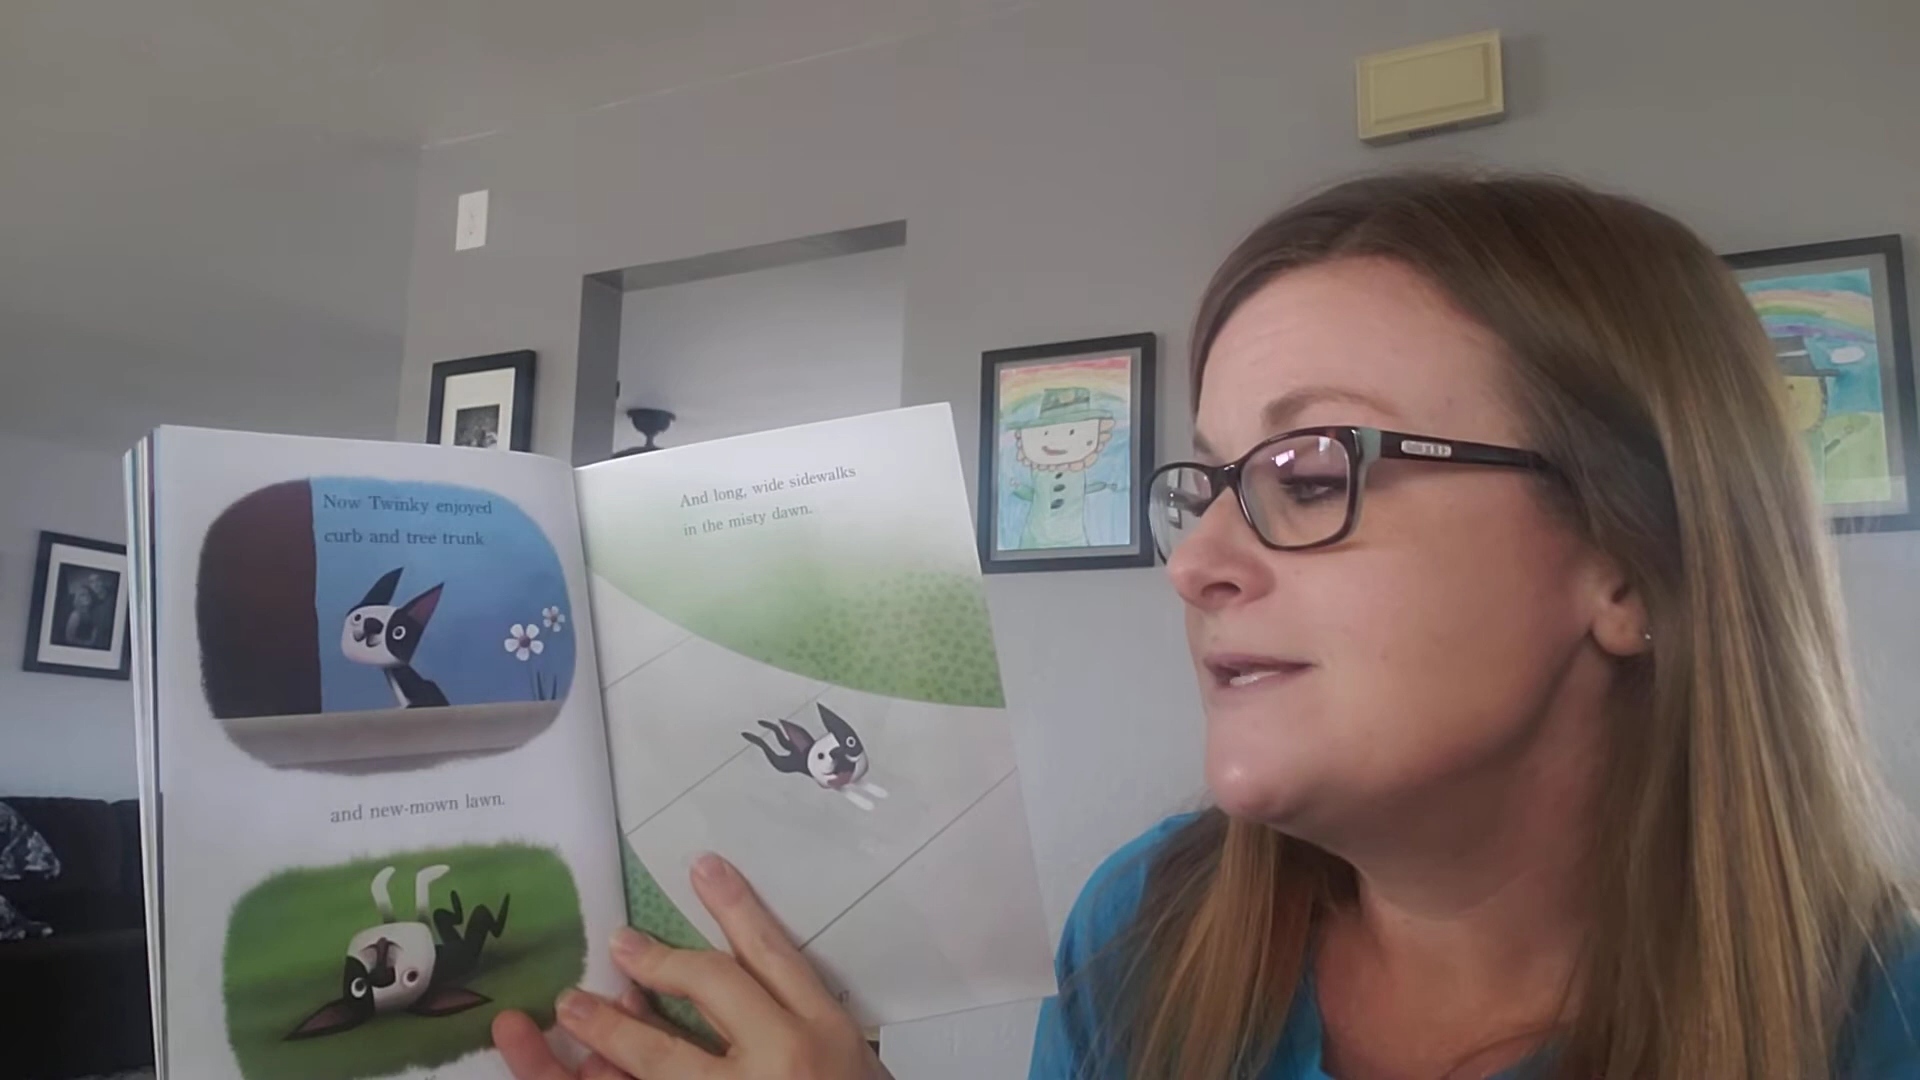 Now Twinky enjoyed
curb and tree trunk
and new-mown lawn.
And long, wide sidewalks
in the misty dawn.
47